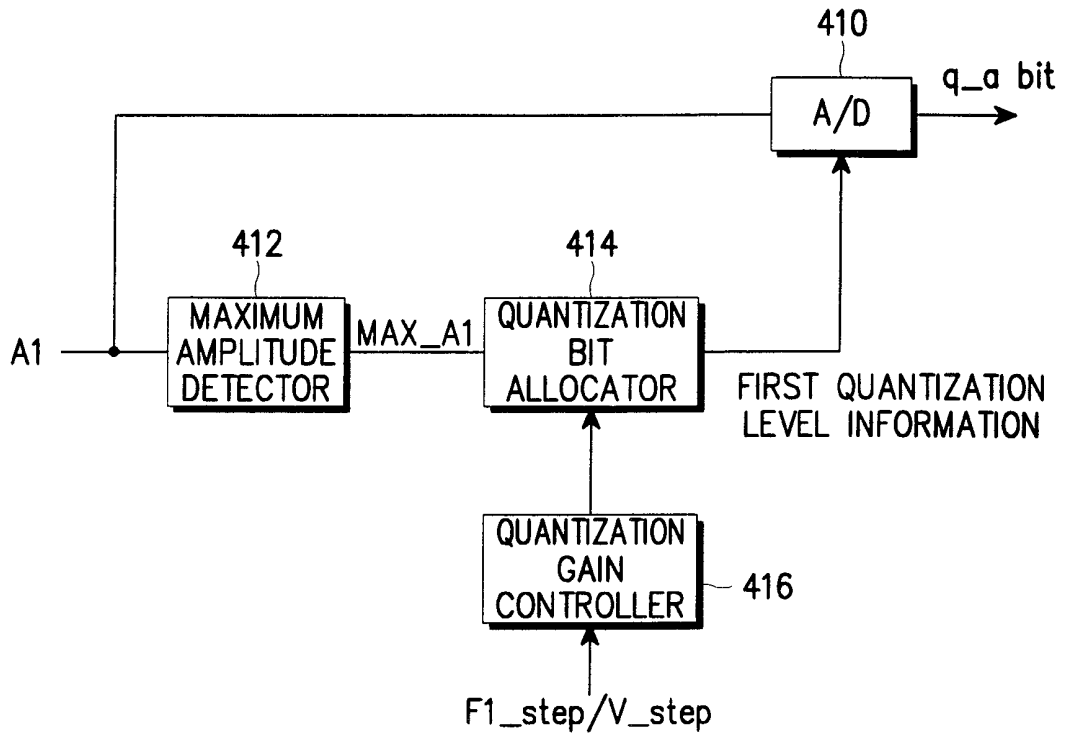 410
q_a bit
A/D
412
414
MAXIMUM
AMPLITUDE
DETECTOR
A1
MAX_A1
QUANTIZATION
BIT
ALLOCATOR
FIRST QUANTIZATION
LEVEL INFORMATION
QUANTIZATION
GAIN
CONTROLLER
416
F1_step/V_step